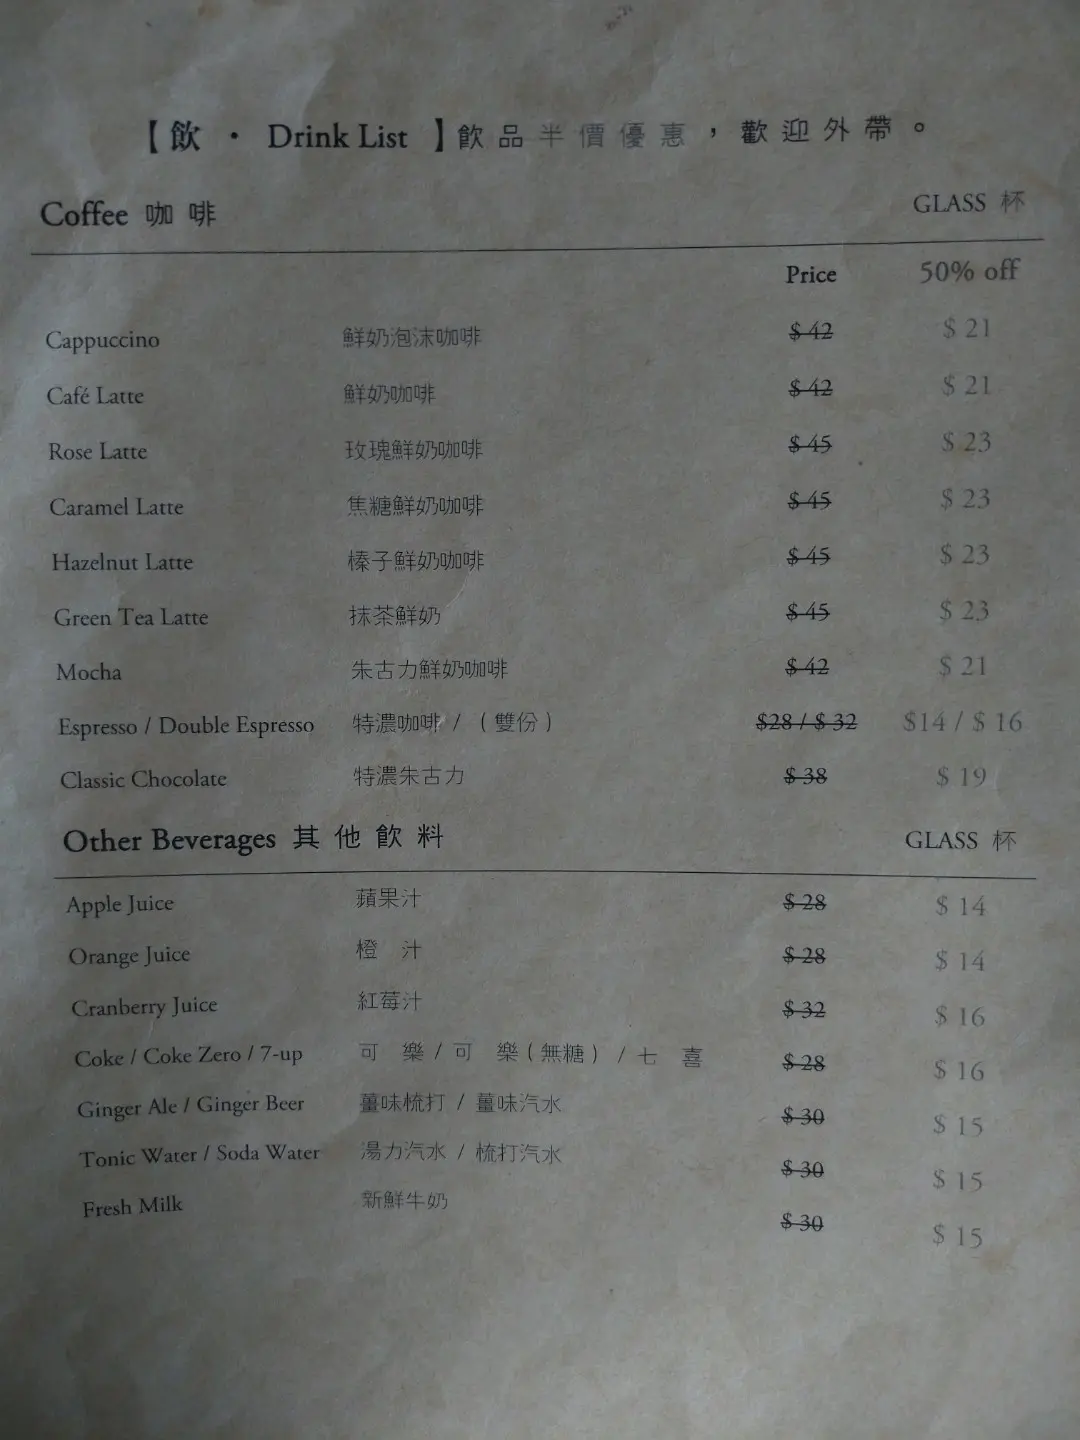 【飲 · Drink List 】飲品半價優惠，歡迎外帶。
Coffee 咖啡 GLASS 杯
Price 50% off
Cappuccino 鮮奶泡沫咖啡 $ 42 $ 21
Café Latte 鮮奶咖啡 $ 42 $ 21
Rose Latte 玫瑰鮮奶咖啡 $ 45 $ 23
Caramel Latte 焦糖鮮奶咖啡 $ 45 $ 23
Hazelnut Latte 榛子鮮奶咖啡 $ 45 $ 23
Green Tea Latte 抹茶鮮奶 $ 45 $ 23
Mocha 朱古力鮮奶咖啡 $ 42 $ 21
Espresso / Double Espresso 特濃咖啡 / （雙份） $28 / $ 32 $14 / $ 16
Classic Chocolate 特濃朱古力 $ 38 $ 19
Other Beverages 其他飲料 GLASS 杯
Apple Juice 蘋果汁 $ 28 $ 14
Orange Juice 橙 汁 $ 28 $ 14
Cranberry Juice 紅莓汁 $ 32 $ 16
Coke / Coke Zero / 7-up 可 樂 / 可 樂（無糖） / 七 喜 $ 28 $ 16
Ginger Ale / Ginger Beer 薑味梳打 / 薑味汽水 $ 30 $ 15
Tonic Water / Soda Water 湯力汽水 / 梳打汽水 $ 30 $ 15
Fresh Milk 新鮮牛奶 $ 30 $ 15